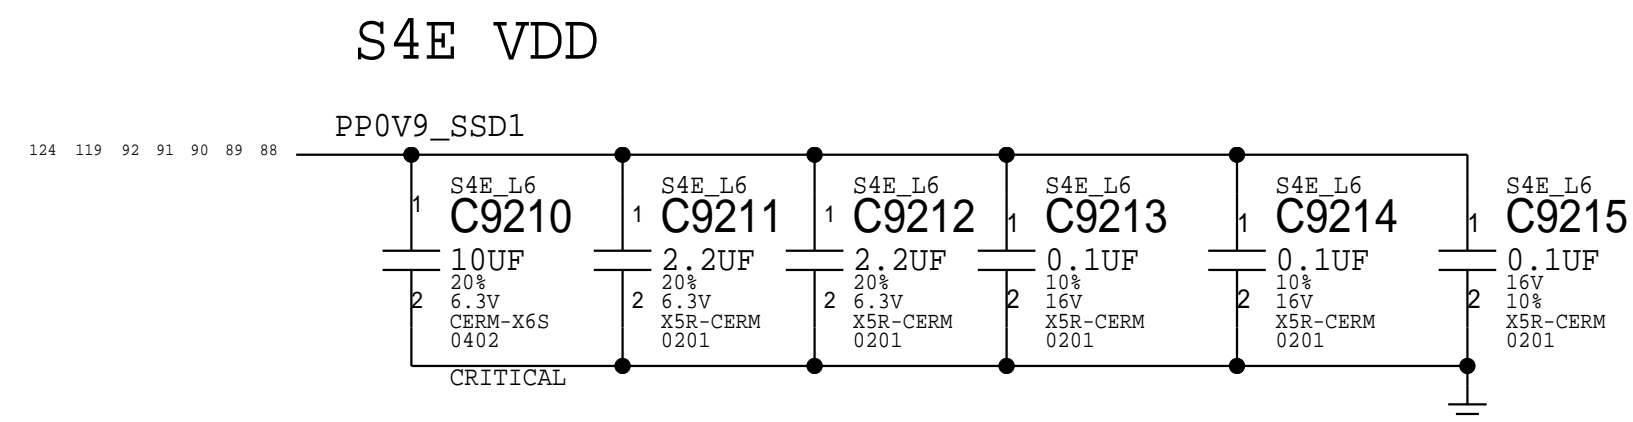 S4E VDD
PP0V9_SSD1
124 119 92 91 90 89 88
S4E_L6
1
C9210
10UF
20%
2
6.3V
CERM-X6S
0402
CRITICAL
S4E_L6
1
C9211
2.2UF
20%
2
6.3V
X5R-CERM
0201
S4E_L6
1
C9212
2.2UF
20%
2
6.3V
X5R-CERM
0201
S4E_L6
1
C9213
0.1UF
10%
2
16V
X5R-CERM
0201
S4E_L6
1
C9214
0.1UF
10%
2
16V
X5R-CERM
0201
S4E_L6
1
C9215
0.1UF
16V
2
10%
X5R-CERM
0201